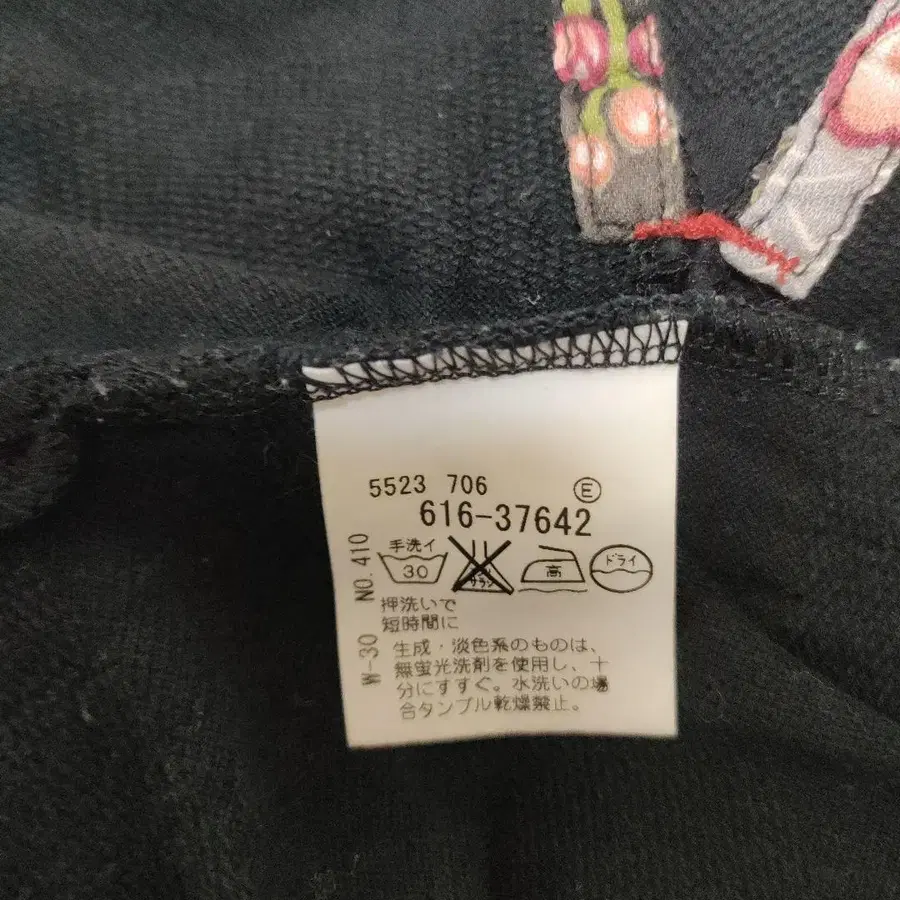 5523 706 Ⓔ
616-37642
手洗イ
30
高
ドライ
押洗いで
短時間に
生成・淡色系のものは、
無蛍光洗剤を使用し、十
分にすすぐ。水洗いの場
合タンブル乾燥禁止。
W-30 NO. 410